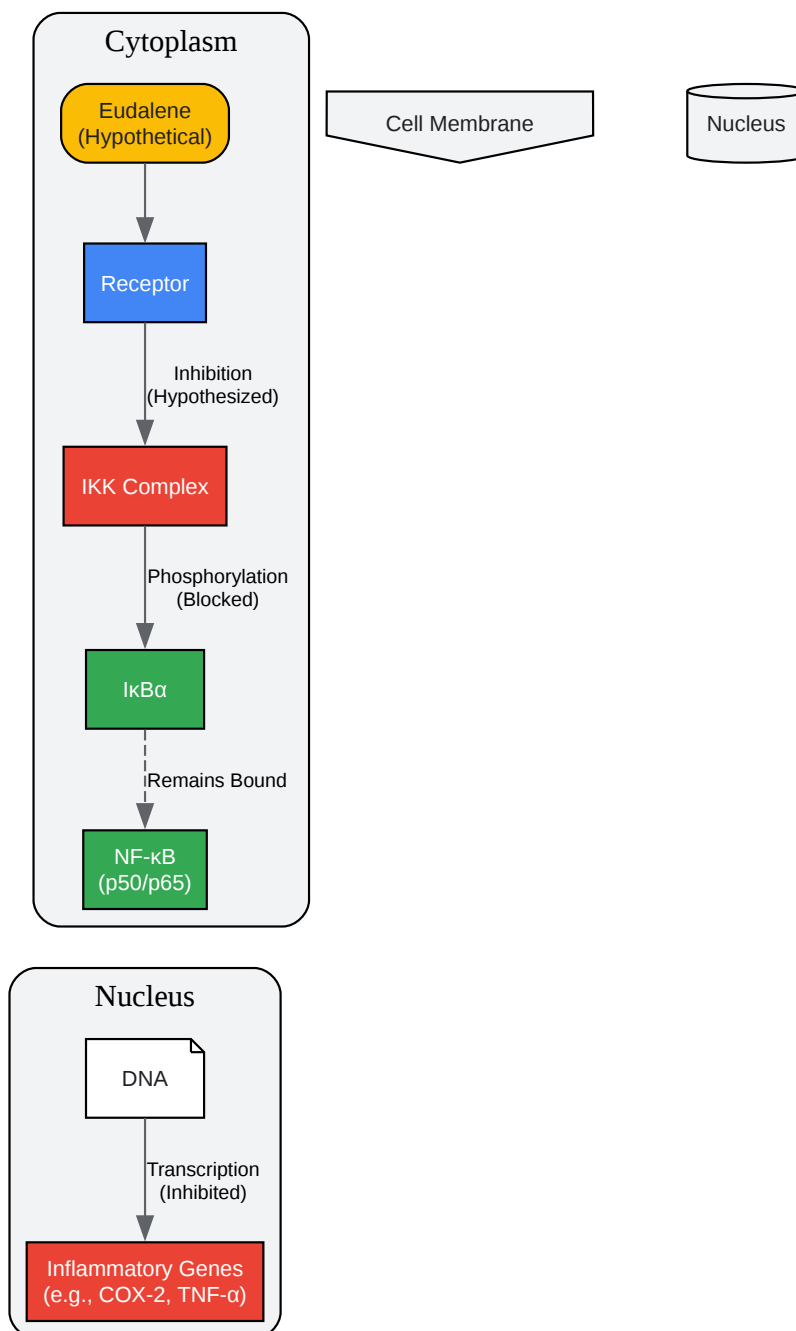 Cytoplasm
Eudalene
(Hypothetical)
Cell Membrane
Nucleus
Receptor
Inhibition
(Hypothesized)
IKK Complex
Phosphorylation
(Blocked)
IκBα
Remains Bound
NF-κB
(p50/p65)
Nucleus
DNA
Transcription
(Inhibited)
Inflammatory Genes
(e.g., COX-2, TNF-α)